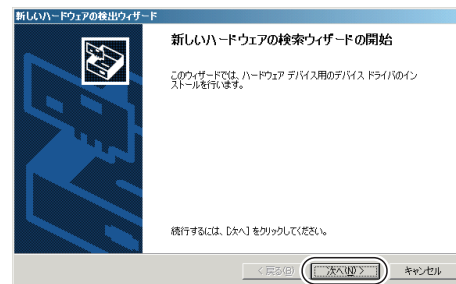 新しいハードウェアの検出ウィザード
新しいハードウェアの検索ウィザードの開始
このウィザードでは、ハードウェア デバイス用のデバイス ドライバのイン
ストールを行います。
続行するには、[次へ] をクリックしてください。
< 戻る(B) 次へ(N) > キャンセル